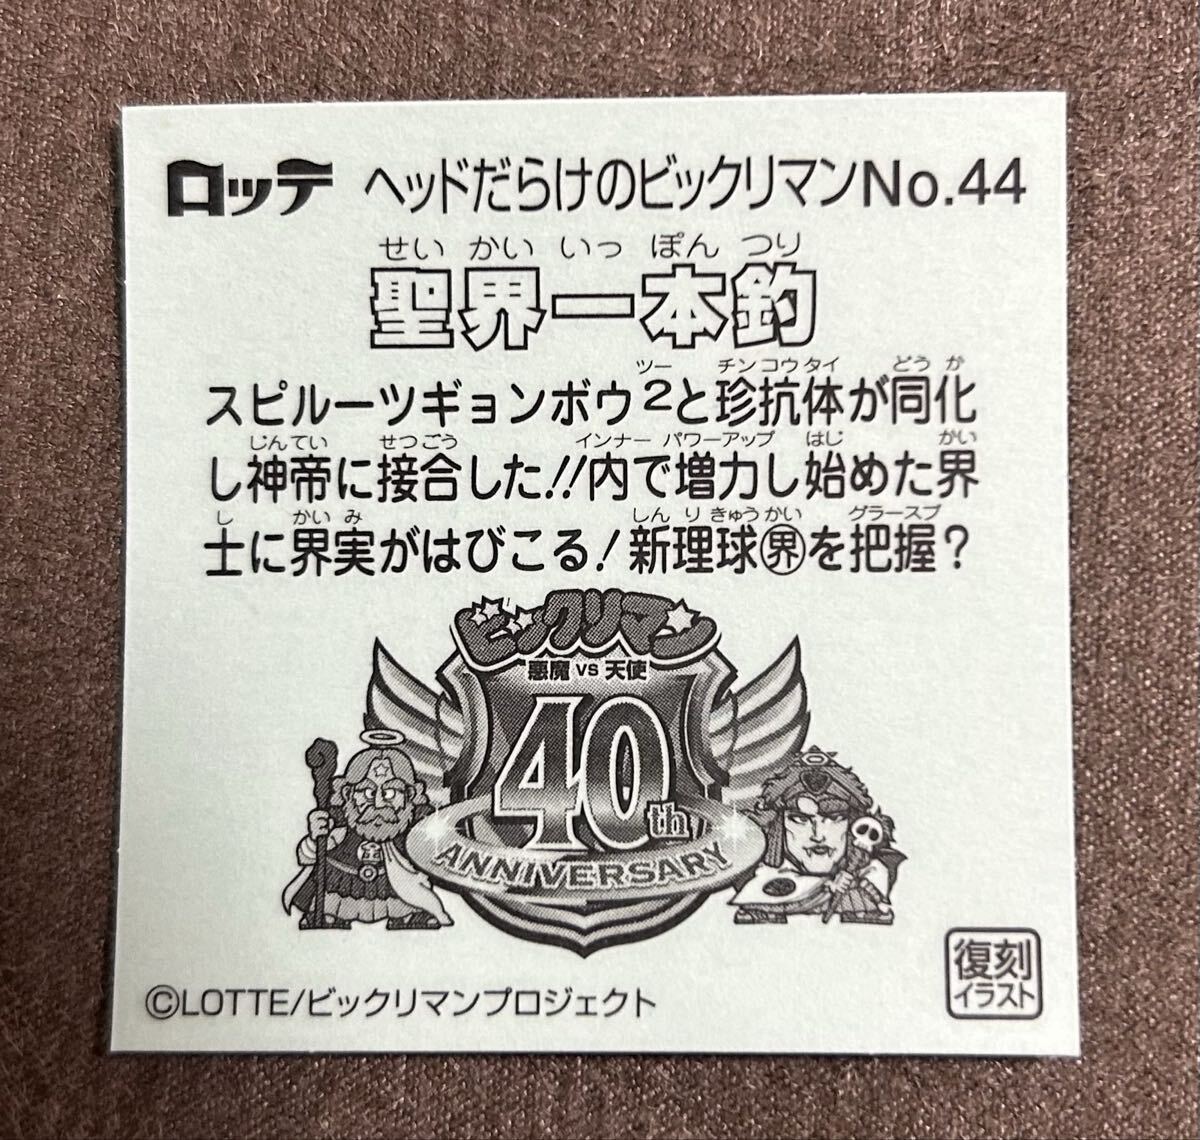 ロッテ ヘッドだらけのビックリマンNo.44
せいかいいっぽんつり
聖界一本釣
ツー チンコウタイ どうか
スピルーツギョンボウ2と珍抗体が同化
じんてい せつごう インナー パワーアップ はじ かい
し神帝に接合した!!内で増力し始めた界
し かいみ しんりきゅうかい グラースプ
士に界実がはびこる!新理球㊩を把握?
ビックリマン
悪魔 VS 天使
40th
ANNIVERSARY
復刻
イラスト
©LOTTE/ビックリマンプロジェクト